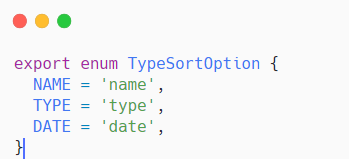 export enum TypeSortOption {
  NAME = 'name',
  TYPE = 'type',
  DATE = 'date',
}